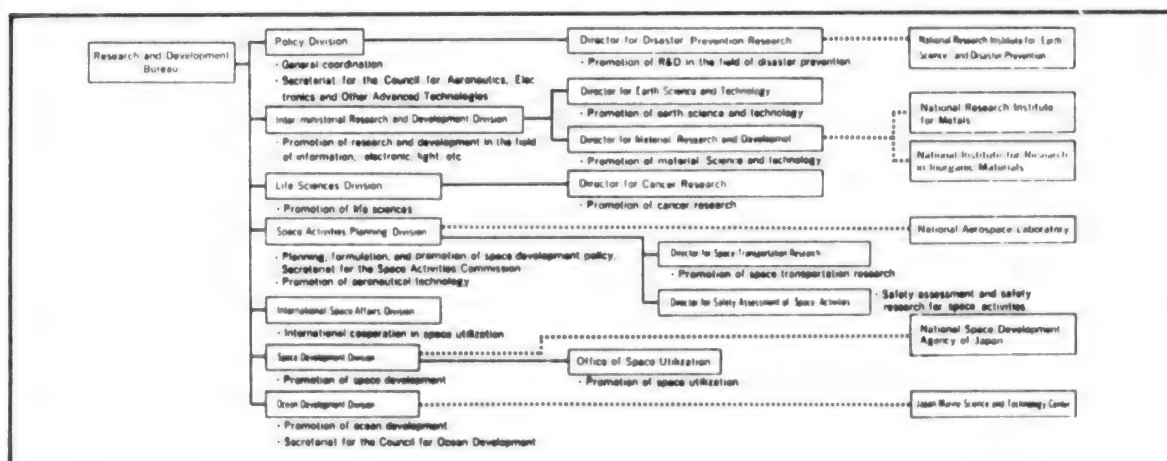 Research and Development
Bureau
Policy Division
· General coordination
· Secretariat for the Council for Aeronautics, Elec
tronics and Other Advanced Technologies
Director for Disaster Prevention Research
· Promotion of R&D in the field of disaster prevention
National Research Institute for Earth
Science, and Disaster Prevention
Inter ministerial Research and Development Division
· Promotion of research and development in the field
of information, electronic, light, etc
Director for Earth Science and Technology
· Promotion of earth science and technology
Director for Material Research and Developmet
· Promotion of material Science and technology
National Research Institute
for Metals
National Institute for Research
in Inorganic Materials
Life Sciences Division
· Promotion of life sciences
Director for Cancer Research
· Promotion of cancer research
Space Activities Planning Division
· Planning, formulation, and promotion of space development policy,
Secretariat for the Space Activities Commission
· Promotion of aeronautical technology
National Aerospace Laboratory
Director for Space Transportation Research
· Promotion of space transportation research
Director for Safety Assessment of Space Activities
· Safety assessment and safety
research for space activities
International Space Affairs Division
· International cooperation in space utilization
Space Development Division
· Promotion of space development
Office of Space Utilization
· Promotion of space utilization
National Space Development
Agency of Japan
Ocean Development Division
· Promotion of ocean development
· Secretariat for the Council for Ocean Development
Japan Marine Science and Technology Center